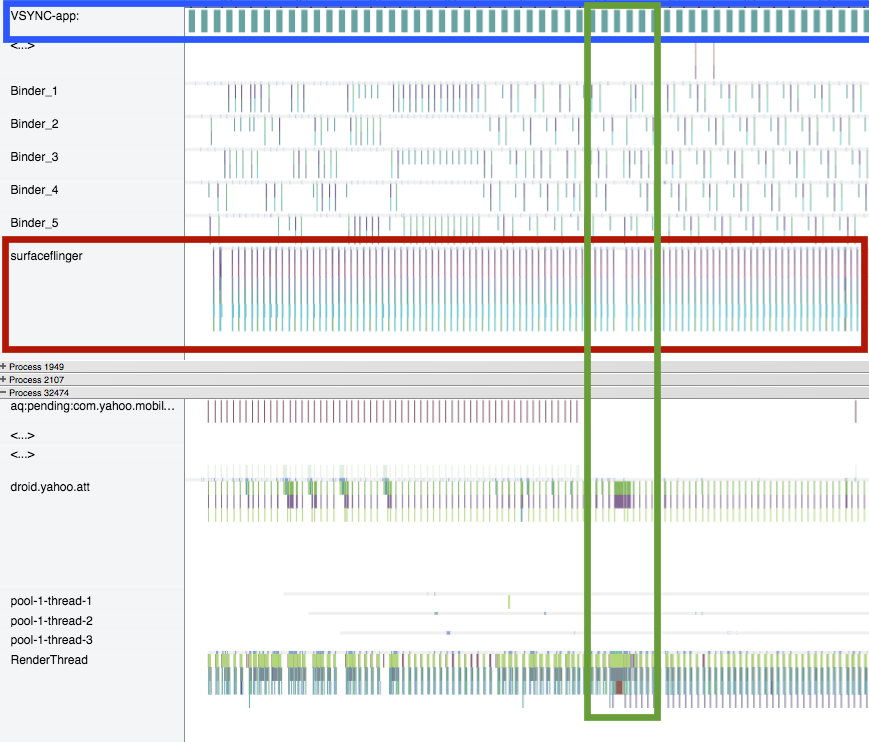 VSYNC-app:
<...>
Binder_1
Binder_2
Binder_3
Binder_4
Binder_5
surfaceflinger
+ Process 1949
+ Process 2107
− Process 32474
aq:pending:com.yahoo.mobil...
<...>
<...>
droid.yahoo.att
pool-1-thread-1
pool-1-thread-2
pool-1-thread-3
RenderThread